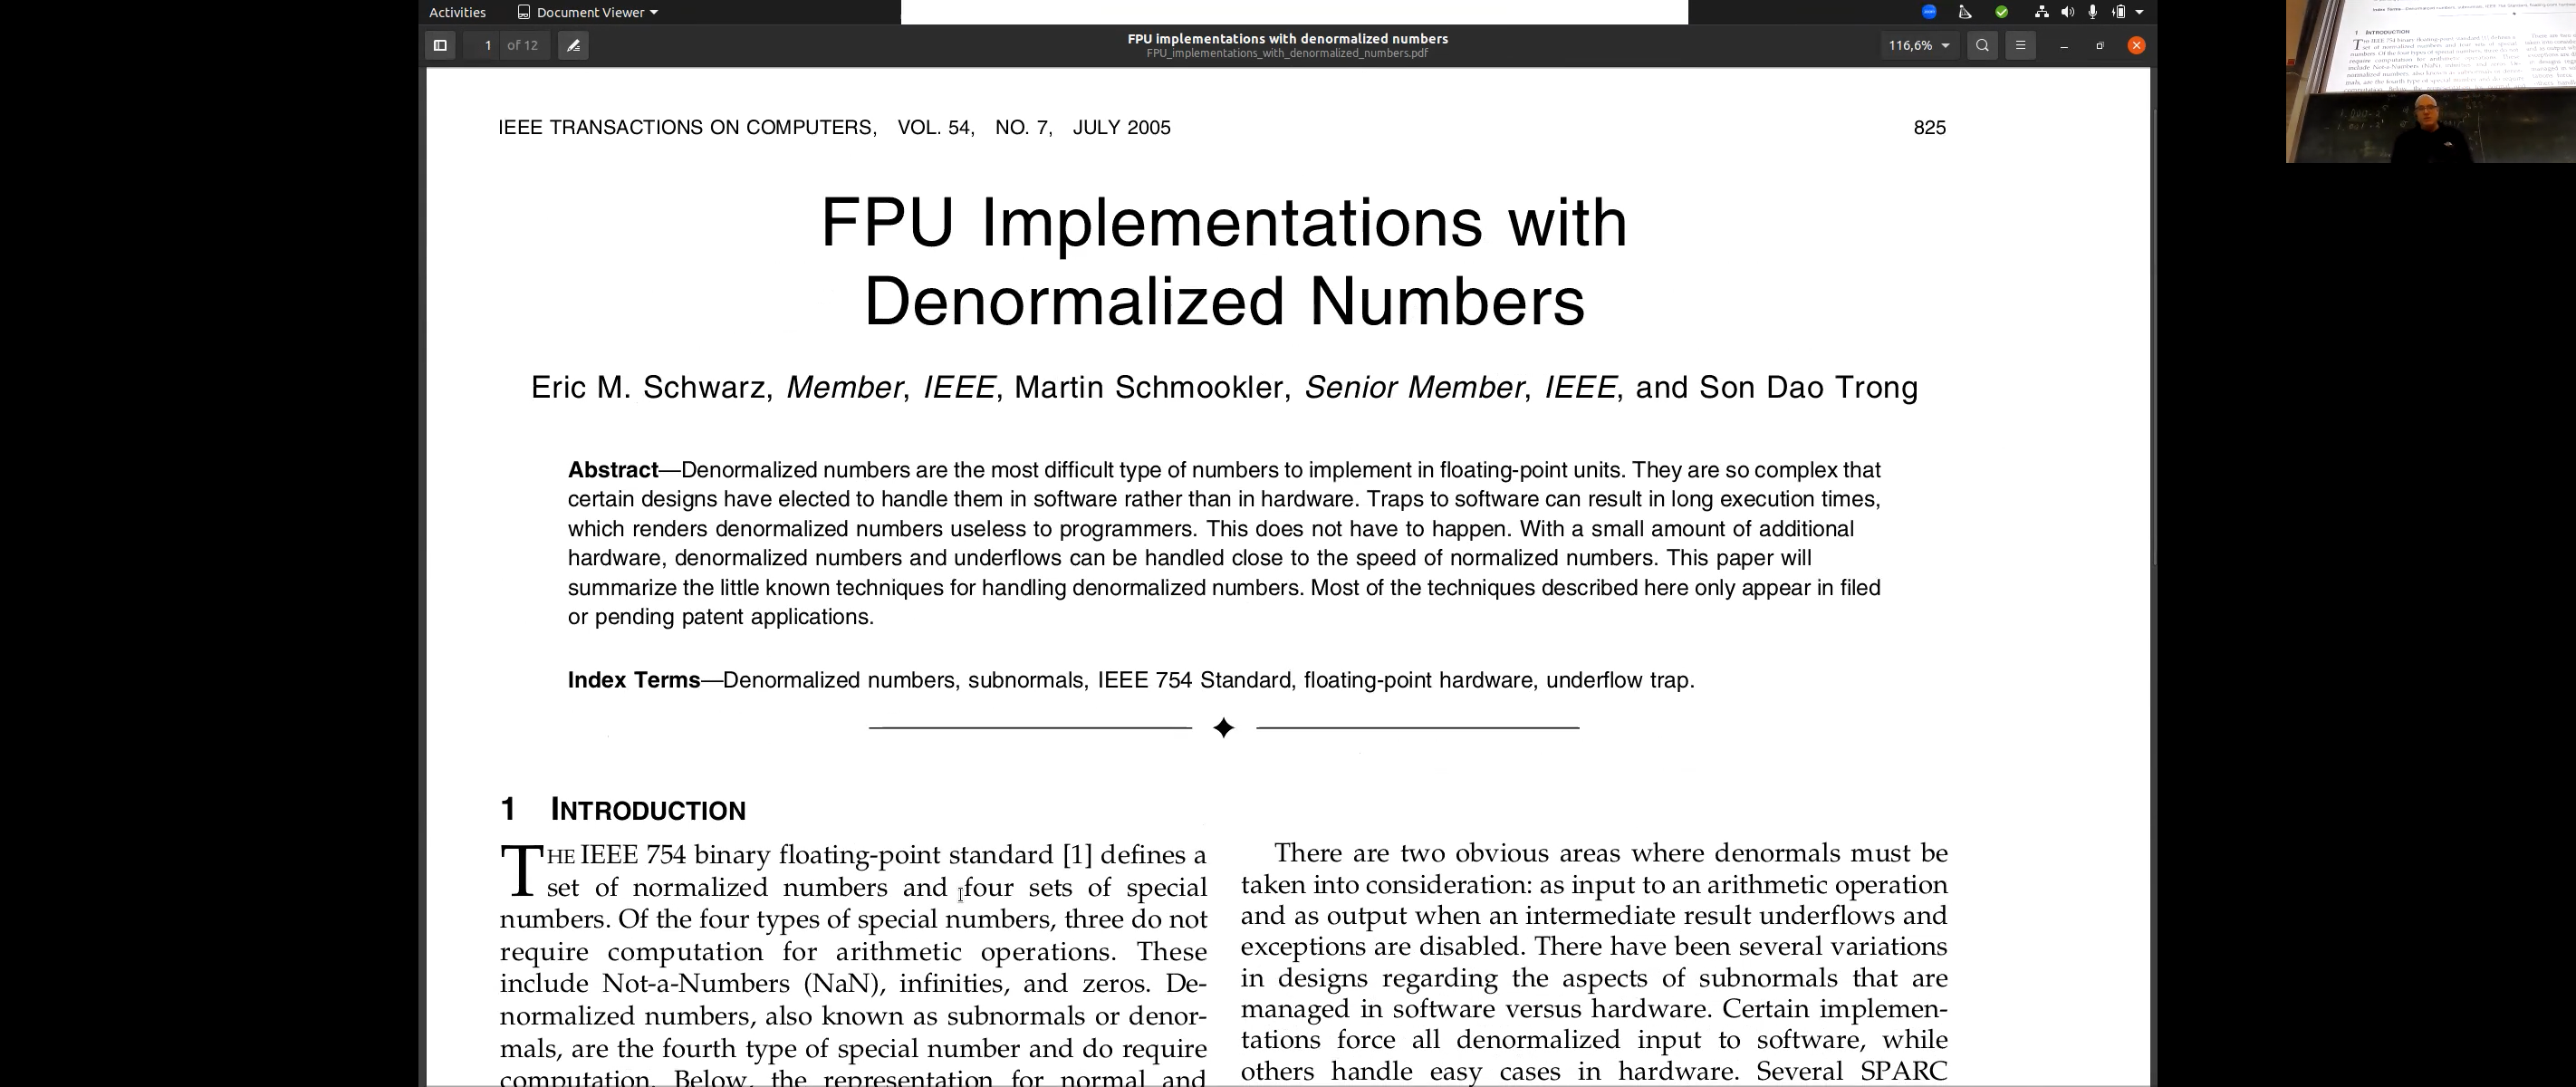 Activities
Document Viewer
1 of 12
FPU implementations with denormalized numbers
FPU_implementations_with_denormalized_numbers.pdf
116,6%
IEEE TRANSACTIONS ON COMPUTERS, VOL. 54, NO. 7, JULY 2005 825
FPU Implementations with
Denormalized Numbers
Eric M. Schwarz, Member, IEEE, Martin Schmookler, Senior Member, IEEE, and Son Dao Trong
Abstract—Denormalized numbers are the most difficult type of numbers to implement in floating-point units. They are so complex that
certain designs have elected to handle them in software rather than in hardware. Traps to software can result in long execution times,
which renders denormalized numbers useless to programmers. This does not have to happen. With a small amount of additional
hardware, denormalized numbers and underflows can be handled close to the speed of normalized numbers. This paper will
summarize the little known techniques for handling denormalized numbers. Most of the techniques described here only appear in filed
or pending patent applications.
Index Terms—Denormalized numbers, subnormals, IEEE 754 Standard, floating-point hardware, underflow trap.
1 INTRODUCTION
THE IEEE 754 binary floating-point standard [1] defines a
set of normalized numbers and four sets of special
numbers. Of the four types of special numbers, three do not
require computation for arithmetic operations. These
include Not-a-Numbers (NaN), infinities, and zeros. De-
normalized numbers, also known as subnormals or denor-
mals, are the fourth type of special number and do require
computation. Below, the representation for normal and
There are two obvious areas where denormals must be
taken into consideration: as input to an arithmetic operation
and as output when an intermediate result underflows and
exceptions are disabled. There have been several variations
in designs regarding the aspects of subnormals that are
managed in software versus hardware. Certain implemen-
tations force all denormalized input to software, while
others handle easy cases in hardware. Several SPARC